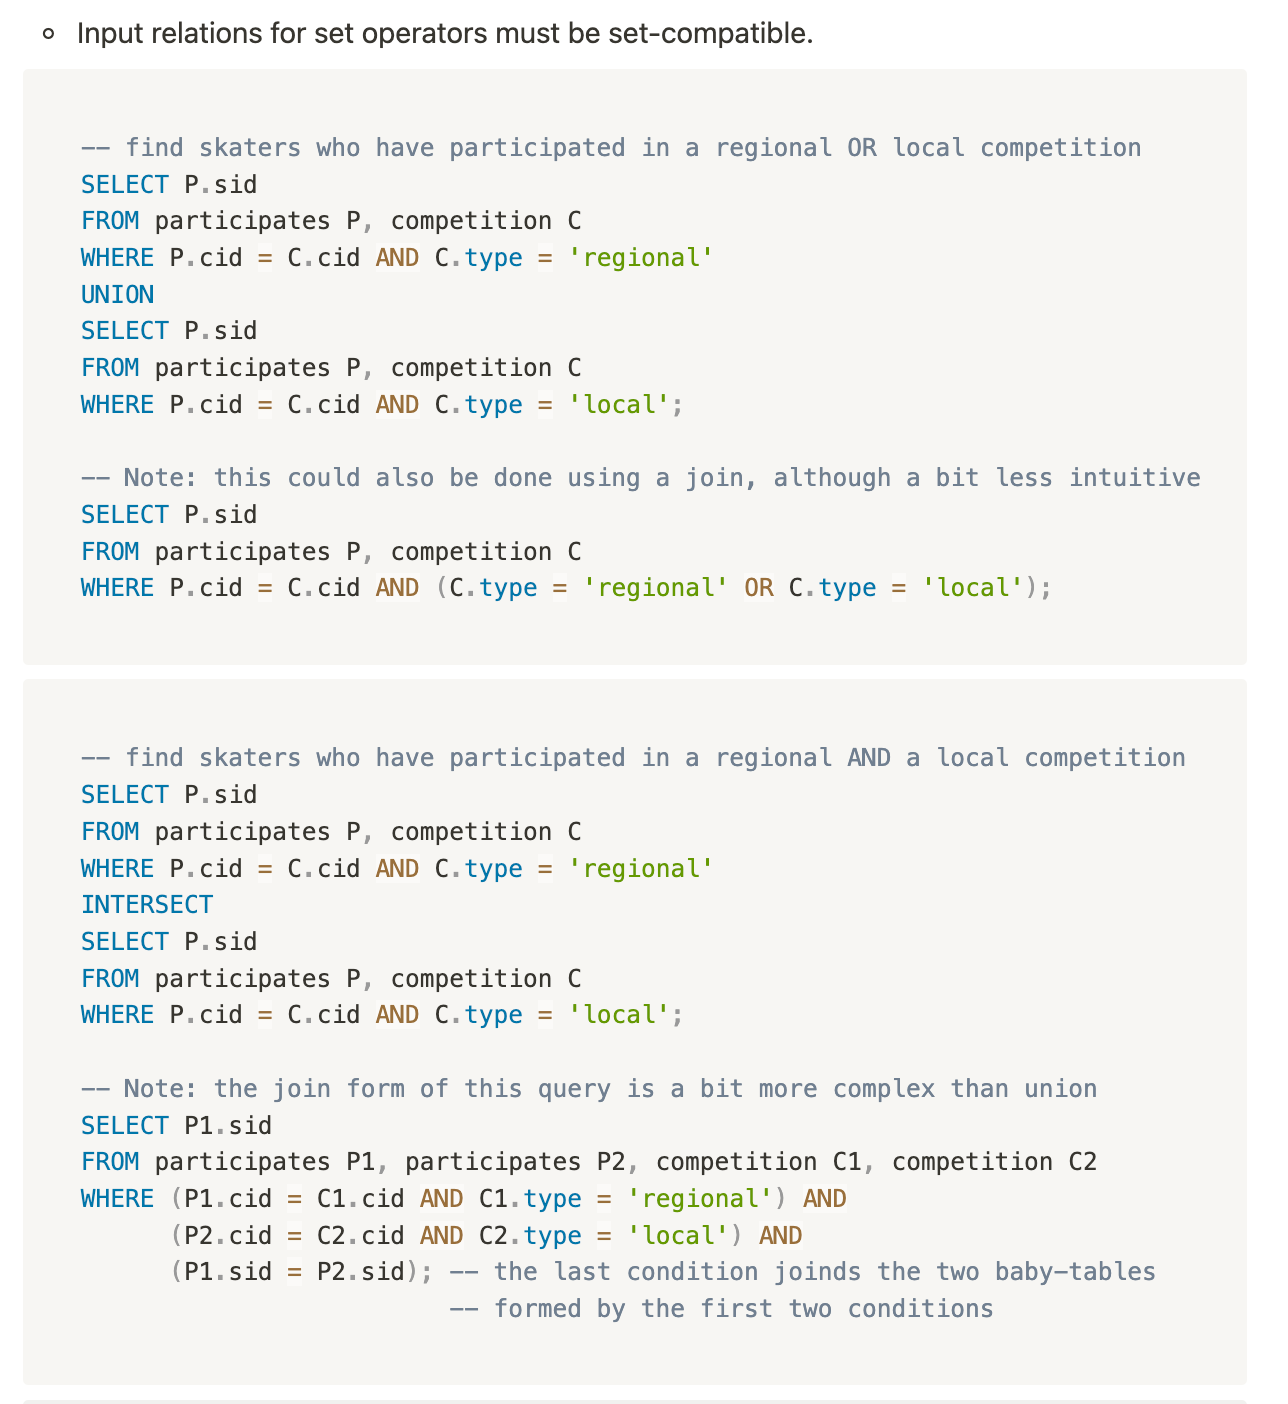 Input relations for set operators must be set-compatible.
-- find skaters who have participated in a regional OR local competition
SELECT P.sid
FROM participates P, competition C
WHERE P.cid = C.cid AND C.type = 'regional'
UNION
SELECT P.sid
FROM participates P, competition C
WHERE P.cid = C.cid AND C.type = 'local';
-- Note: this could also be done using a join, although a bit less intuitive
SELECT P.sid
FROM participates P, competition C
WHERE P.cid = C.cid AND (C.type = 'regional' OR C.type = 'local');
-- find skaters who have participated in a regional AND a local competition
SELECT P.sid
FROM participates P, competition C
WHERE P.cid = C.cid AND C.type = 'regional'
INTERSECT
SELECT P.sid
FROM participates P, competition C
WHERE P.cid = C.cid AND C.type = 'local';
-- Note: the join form of this query is a bit more complex than union
SELECT P1.sid
FROM participates P1, participates P2, competition C1, competition C2
WHERE (P1.cid = C1.cid AND C1.type = 'regional') AND
(P2.cid = C2.cid AND C2.type = 'local') AND
(P1.sid = P2.sid); -- the last condition joinds the two baby-tables
-- formed by the first two conditions